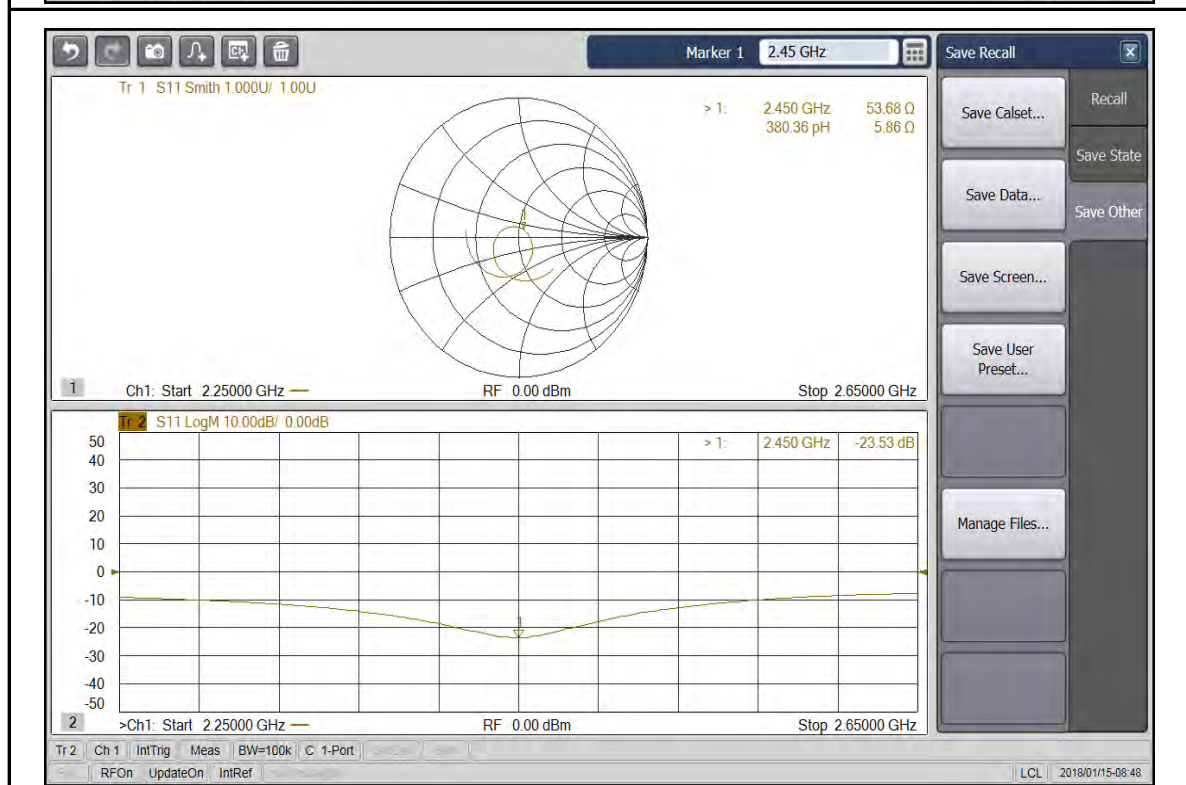 Marker 1 2.45 GHz
Save Recall
Tr 1 S11 Smith 1.000U/ 1.00U
> 1: 2.450 GHz 53.68 Ω
380.36 pH 5.86 Ω
1
1 Ch1: Start 2.25000 GHz — RF 0.00 dBm Stop 2.65000 GHz
Tr 2 S11 LogM 10.00dB/ 0.00dB
> 1: 2.450 GHz -23.53 dB
50
40
30
20
10
0
-10
-20
-30
-40
-50
1
2 >Ch1: Start 2.25000 GHz — RF 0.00 dBm Stop 2.65000 GHz
Save Calset...
Save Data...
Save Screen...
Save User
Preset...
Manage Files...
Recall
Save State
Save Other
Tr 2 Ch 1 IntTrig Meas BW=100k C 1-Port
RFOn UpdateOn IntRef
LCL 2018/01/15-08:48